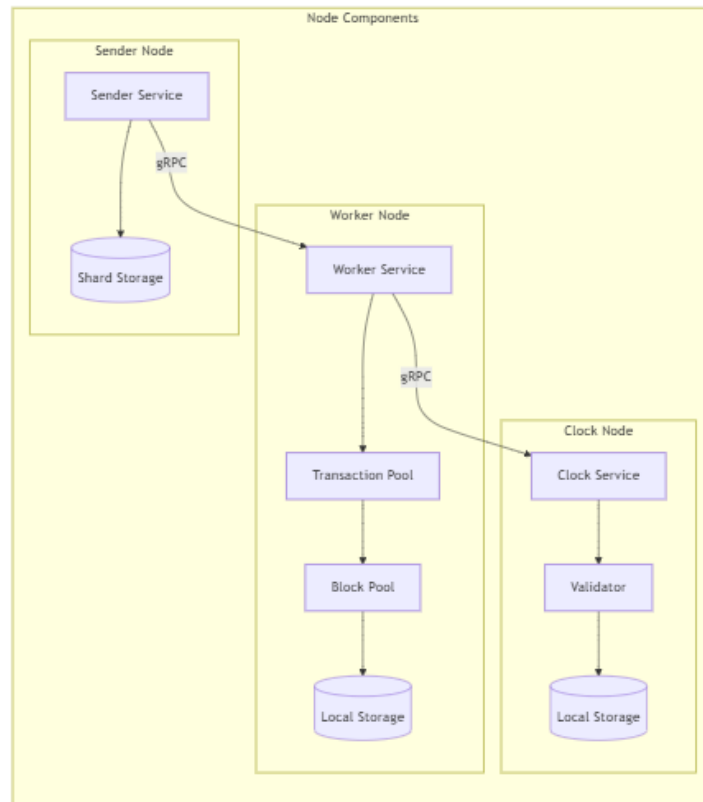 Node Components
Sender Node
Sender Service
gRPC
Shard Storage
Worker Node
Worker Service
gRPC
Transaction Pool
Block Pool
Local Storage
Clock Node
Clock Service
Validator
Local Storage